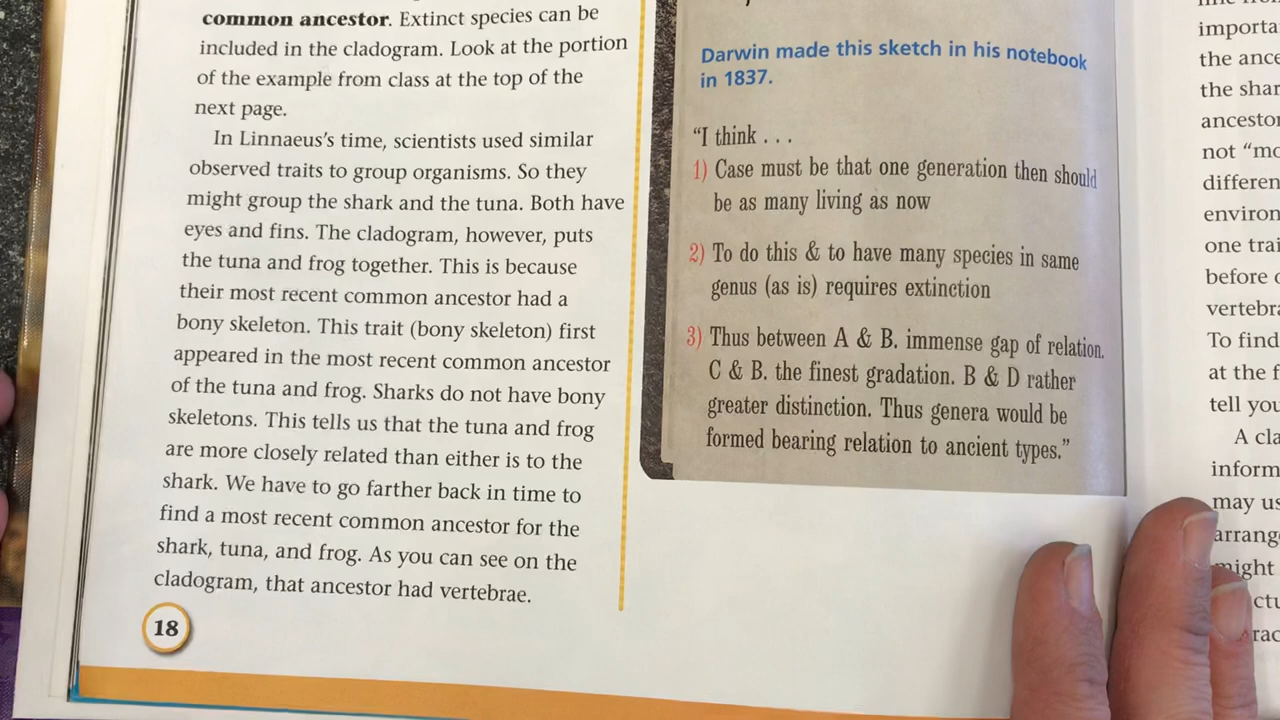 common ancestor. Extinct species can be
included in the cladogram. Look at the portion
of the example from class at the top of the
next page.
In Linnaeus's time, scientists used similar
observed traits to group organisms. So they
might group the shark and the tuna. Both have
eyes and fins. The cladogram, however, puts
the tuna and frog together. This is because
their most recent common ancestor had a
bony skeleton. This trait (bony skeleton) first
appeared in the most recent common ancestor
of the tuna and frog. Sharks do not have bony
skeletons. This tells us that the tuna and frog
are more closely related than either is to the
shark. We have to go farther back in time to
find a most recent common ancestor for the
shark, tuna, and frog. As you can see on the
cladogram, that ancestor had vertebrae.
18
Darwin made this sketch in his notebook
in 1837.
"I think . . .
1) Case must be that one generation then should
be as many living as now
2) To do this & to have many species in same
genus (as is) requires extinction
3) Thus between A & B. immense gap of relation.
C & B. the finest gradation. B & D rather
greater distinction. Thus genera would be
formed bearing relation to ancient types."
importa
the ance
the shar
ancestor
not "mo
differen
environ
one trai
before
vertebra
To find
at the f
tell you
A cla
inform
may us
arrang
might